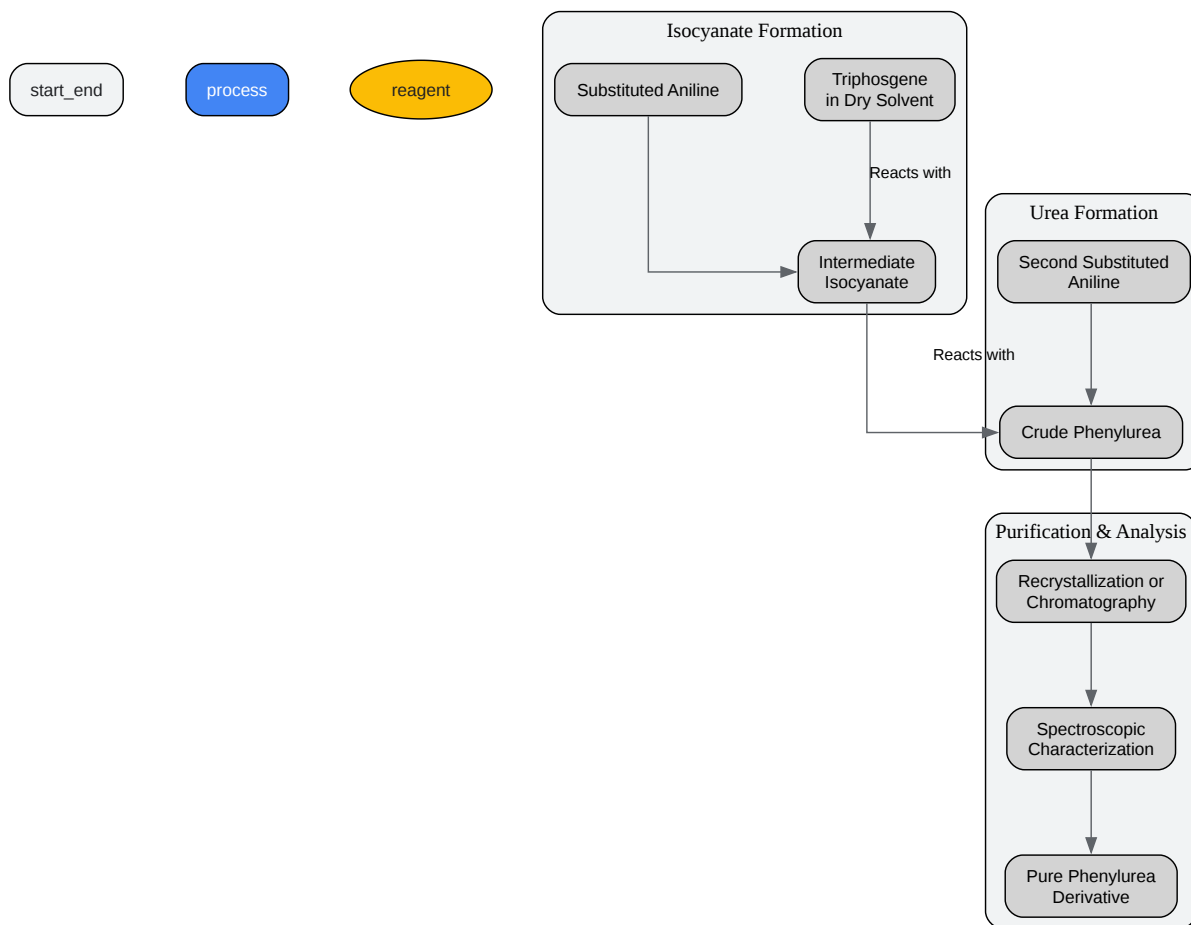 Isocyanate Formation
start_end
process
reagent
Substituted Aniline
Triphosgene
in Dry Solvent
Reacts with
Urea Formation
Intermediate
Isocyanate
Second Substituted
Aniline
Reacts with
Crude Phenylurea
Purification & Analysis
Recrystallization or
Chromatography
Spectroscopic
Characterization
Pure Phenylurea
Derivative